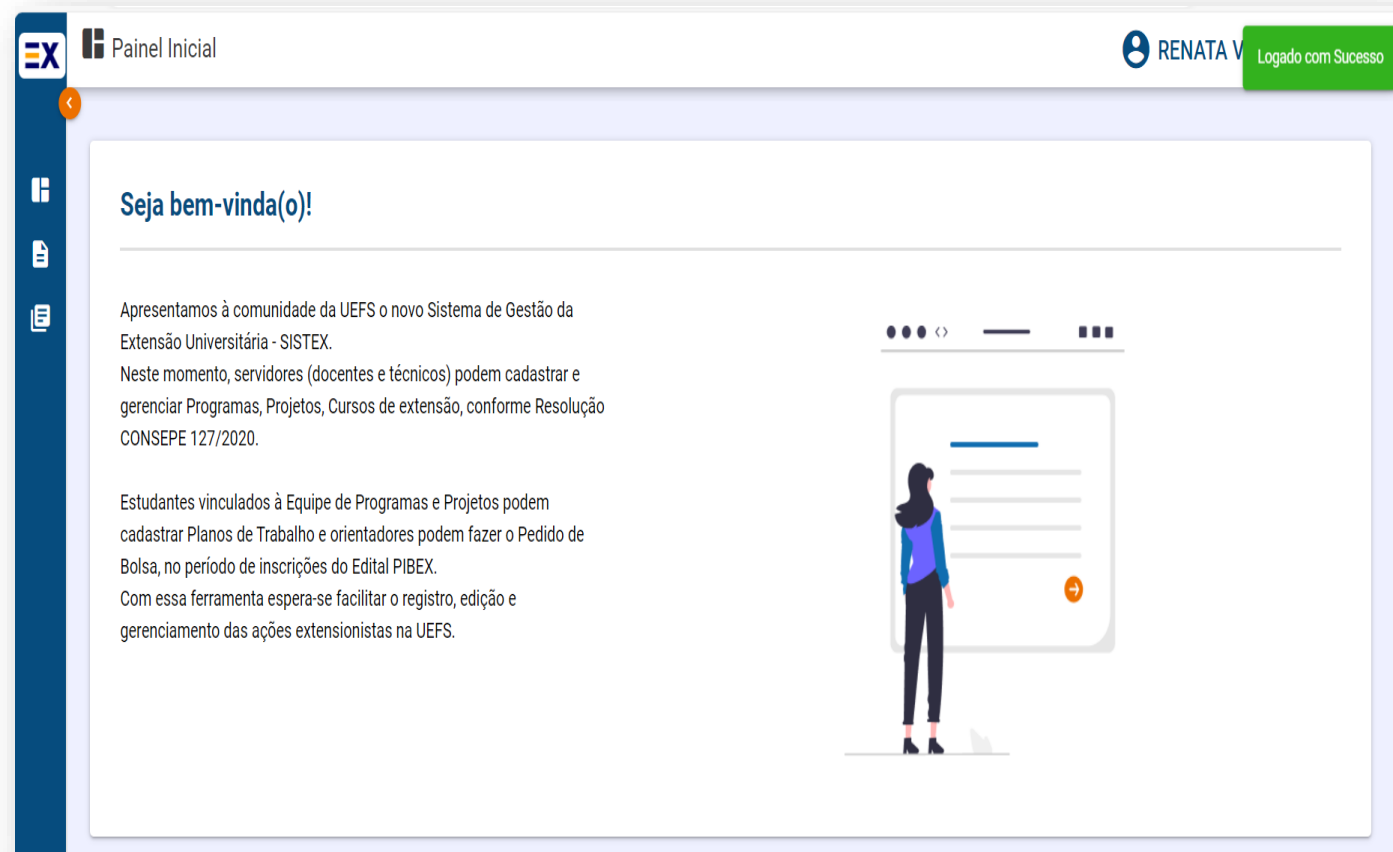 EX
Painel Inicial
RENATA V
Logado com Sucesso
Seja bem-vinda(o)!
Apresentamos à comunidade da UEFS o novo Sistema de Gestão da
Extensão Universitária - SISTEX.
Neste momento, servidores (docentes e técnicos) podem cadastrar e
gerenciar Programas, Projetos, Cursos de extensão, conforme Resolução
CONSEPE 127/2020.
Estudantes vinculados à Equipe de Programas e Projetos podem
cadastrar Planos de Trabalho e orientadores podem fazer o Pedido de
Bolsa, no período de inscrições do Edital PIBEX.
Com essa ferramenta espera-se facilitar o registro, edição e
gerenciamento das ações extensionistas na UEFS.